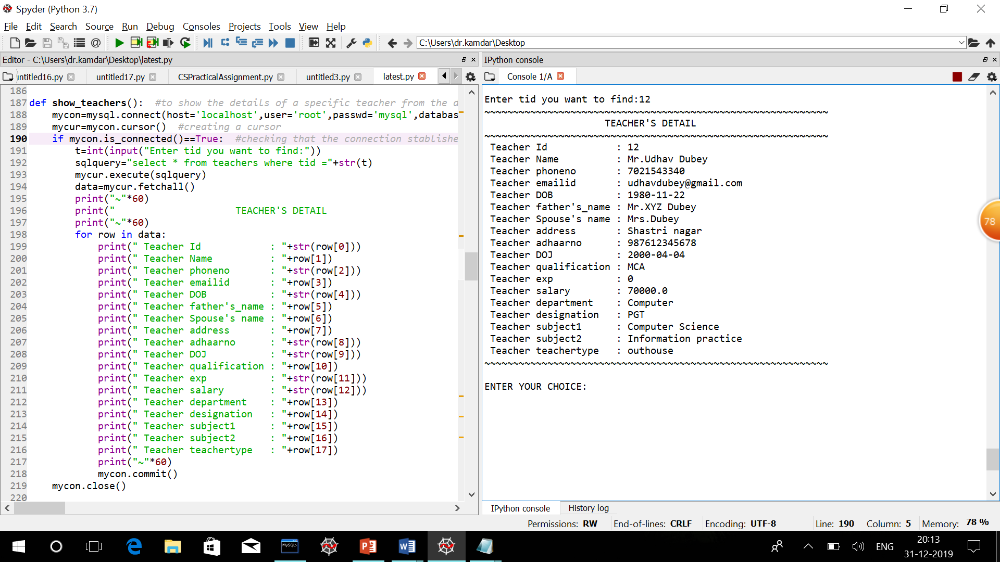 Spyder (Python 3.7)
File Edit Search Source Run Debug Consoles Projects Tools View Help
C:\Users\dr.kamdar\Desktop
Editor - C:\Users\dr.kamdar\Desktop\latest.py
ıntitled16.py untitled17.py CSPracticalAssignment.py untitled3.py latest.py
186
187 def show_teachers():  #to show the details of a specific teacher from the d
188     mycon=mysql.connect(host='localhost',user='root',passwd='mysql',databas
189     mycur=mycon.cursor()  #creating a cursor
190     if mycon.is_connected()==True:  #checking that the connection stablishe
191         t=int(input("Enter tid you want to find:"))
192         sqlquery="select * from teachers where tid ="+str(t)
193         mycur.execute(sqlquery)
194         data=mycur.fetchall()
195         print("~"*60)
196         print("                     TEACHER'S DETAIL
197         print("~"*60)
198         for row in data:
199             print(" Teacher Id            : "+str(row[0]))
200             print(" Teacher Name          : "+row[1])
201             print(" Teacher phoneno       : "+str(row[2]))
202             print(" Teacher emailid       : "+row[3])
203             print(" Teacher DOB           : "+str(row[4]))
204             print(" Teacher father's_name : "+row[5])
205             print(" Teacher Spouse's name : "+row[6])
206             print(" Teacher address       : "+row[7])
207             print(" Teacher adhaarno      : "+str(row[8]))
208             print(" Teacher DOJ           : "+str(row[9]))
209             print(" Teacher qualification : "+row[10])
210             print(" Teacher exp           : "+str(row[11]))
211             print(" Teacher salary        : "+str(row[12]))
212             print(" Teacher department    : "+row[13])
213             print(" Teacher designation   : "+row[14])
214             print(" Teacher subject1      : "+row[15])
215             print(" Teacher subject2      : "+row[16])
216             print(" Teacher teachertype   : "+row[17])
217             print("~"*60)
218             mycon.commit()
219     mycon.close()
220
IPython console
Console 1/A
Enter tid you want to find:12
~~~~~~~~~~~~~~~~~~~~~~~~~~~~~~~~~~~~~~~~~~~~~~~~~~~~~~~~~~~~
                     TEACHER'S DETAIL
~~~~~~~~~~~~~~~~~~~~~~~~~~~~~~~~~~~~~~~~~~~~~~~~~~~~~~~~~~~~
 Teacher Id            : 12
 Teacher Name          : Mr.Udhav Dubey
 Teacher phoneno       : 7021543340
 Teacher emailid       : udhavdubey@gmail.com
 Teacher DOB           : 1980-11-22
 Teacher father's_name : Mr.XYZ Dubey
 Teacher Spouse's name : Mrs.Dubey
 Teacher address       : Shastri nagar
 Teacher adhaarno      : 987612345678
 Teacher DOJ           : 2000-04-04
 Teacher qualification : MCA
 Teacher exp           : 0
 Teacher salary        : 70000.0
 Teacher department    : Computer
 Teacher designation   : PGT
 Teacher subject1      : Computer Science
 Teacher subject2      : Information practice
 Teacher teachertype   : outhouse
~~~~~~~~~~~~~~~~~~~~~~~~~~~~~~~~~~~~~~~~~~~~~~~~~~~~~~~~~~~~
ENTER YOUR CHOICE:
78
IPython console History log
Permissions: RW End-of-lines: CRLF Encoding: UTF-8 Line: 190 Column: 5 Memory: 78 %
MySQL
ENG
20:13
31-12-2019